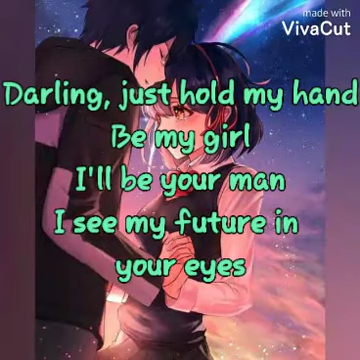 made with
VivaCut
Darling, just hold my hand
Be my girl
I'll be your man
I see my future in
your eyes